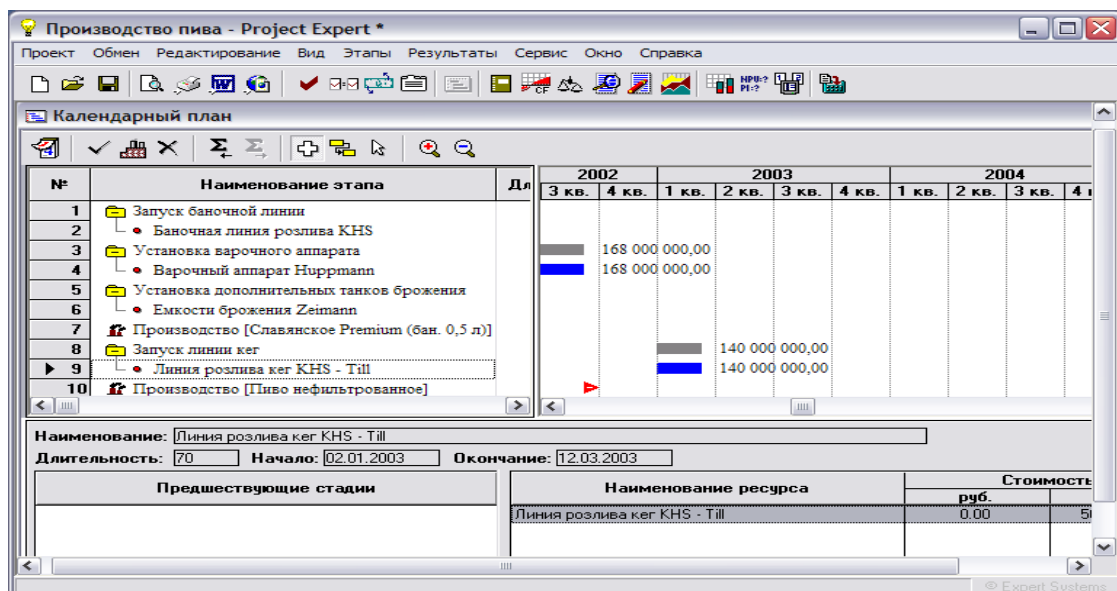 Производство пива - Project Expert *
Проект Обмен Редактирование Вид Этапы Результаты Сервис Окно Справка
CF NPU:? PI:?
Календарный план
№ Наименование этапа Дл 2002 2003 2004
3 кв. 4 кв. 1 кв. 2 кв. 3 кв. 4 кв. 1 кв. 2 кв. 3 кв. 4
1 Запуск баночной линии
2 Баночная линия розлива KHS
3 Установка варочного аппарата 168 000 000,00
4 Варочный аппарат Huppmann 168 000 000,00
5 Установка дополнительных танков брожения
6 Емкости брожения Zeimann
7 Производство [Славянское Premium (бан. 0,5 л)]
8 Запуск линии кег 140 000 000,00
9 Линия розлива кег KHS - Till 140 000 000,00
10 Производство [Пиво нефильтрованное]
Наименование: Линия розлива кег KHS - Till
Длительность: 70 Начало: 02.01.2003 Окончание: 12.03.2003
Предшествующие стадии Наименование ресурса Стоимость
руб.
Линия розлива кег KHS - Till 0.00 50
© Expert Systems